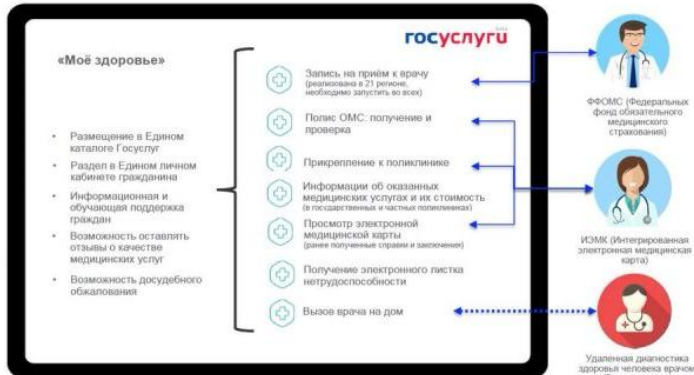 госуслуги
«Моё здоровье»
Размещение в Едином
каталоге Госуслуг
Раздел в Едином личном
кабинете гражданина
Информационная и
обучающая поддержка
граждан
Возможность оставлять
отзывы о качестве
медицинских услуг
Возможность досудебного
обжалования
Запись на приём к врачу
(реализована в 21 регионе,
необходимо запустить во всех)
Полис ОМС: получение и
проверка
Прикрепление к поликлинике
Информации об оказанных
медицинских услугах и их стоимость
(в государственных и частных поликлиниках)
Просмотр электронной
медицинской карты
(ранее полученные справки и заключения)
Получение электронного листка
нетрудоспособности
Вызов врача на дом
ФФОМС (Федеральных
фонд обязательного
медицинского
страхования)
ИЭМК (Интегрированная
электронная медицинская
карта)
Удаленная диагностика
здоровья человека врачом